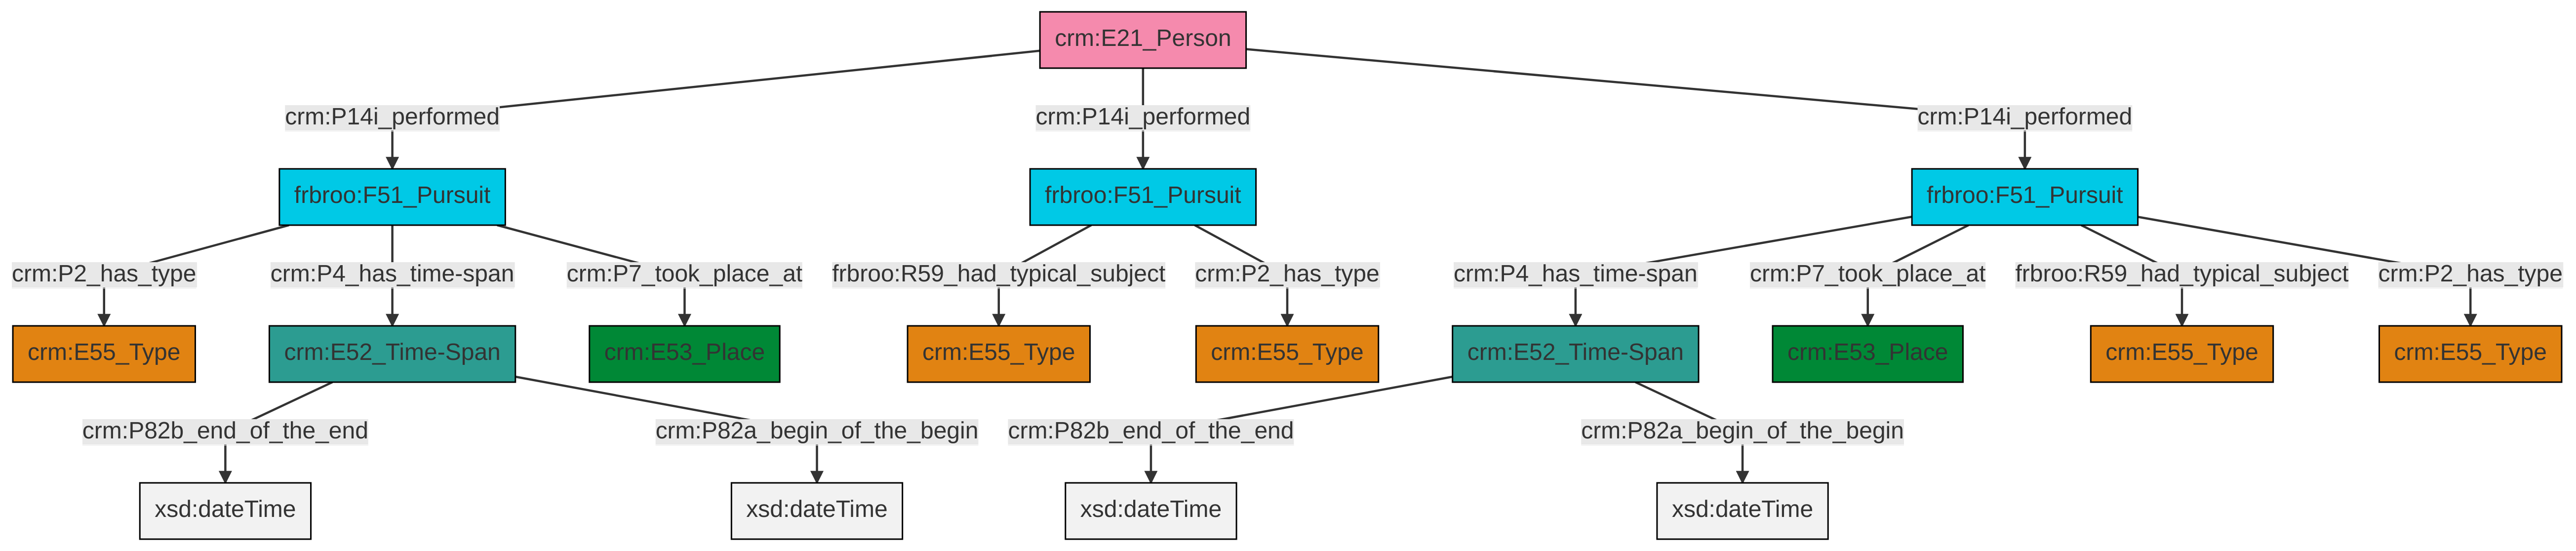 crm:E21_Person
crm:P14i_performed crm:P14i_performed crm:P14i_performed
frbroo:F51_Pursuit frbroo:F51_Pursuit frbroo:F51_Pursuit
crm:P2_has_type crm:P4_has_time-span crm:P7_took_place_at frbroo:R59_had_typical_subject crm:P2_has_type crm:P4_has_time-span crm:P7_took_place_at frbroo:R59_had_typical_subject crm:P2_has_type
crm:E55_Type crm:E52_Time-Span crm:E53_Place crm:E55_Type crm:E55_Type crm:E52_Time-Span crm:E53_Place crm:E55_Type crm:E55_Type
crm:P82b_end_of_the_end crm:P82a_begin_of_the_begin crm:P82b_end_of_the_end crm:P82a_begin_of_the_begin
xsd:dateTime xsd:dateTime xsd:dateTime xsd:dateTime